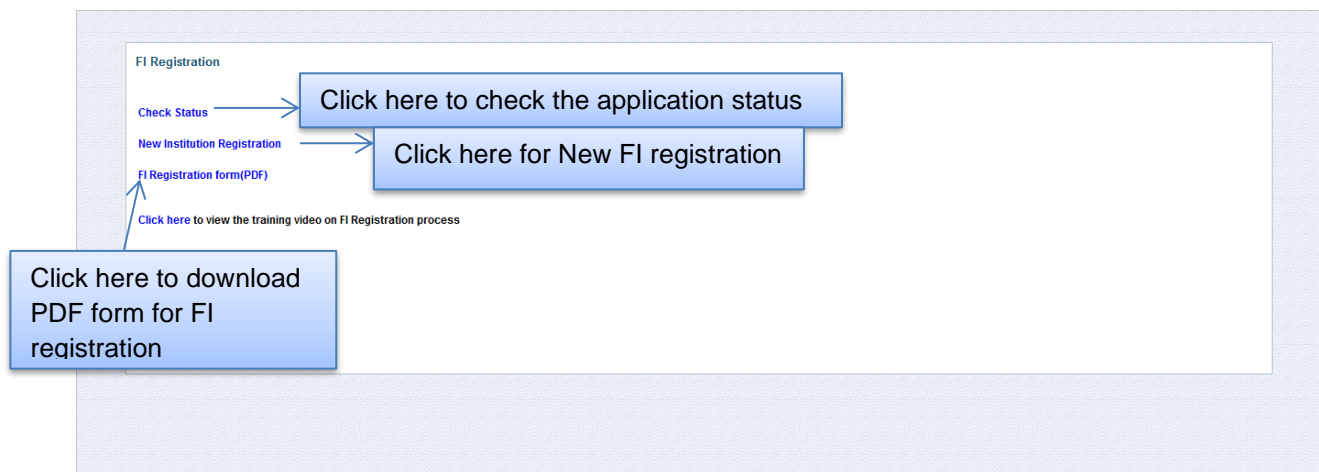 FI Registration
Check Status
Click here to check the application status
New Institution Registration
Click here for New FI registration
FI Registration form(PDF)
Click here to view the training video on FI Registration process
Click here to download
PDF form for FI
registration